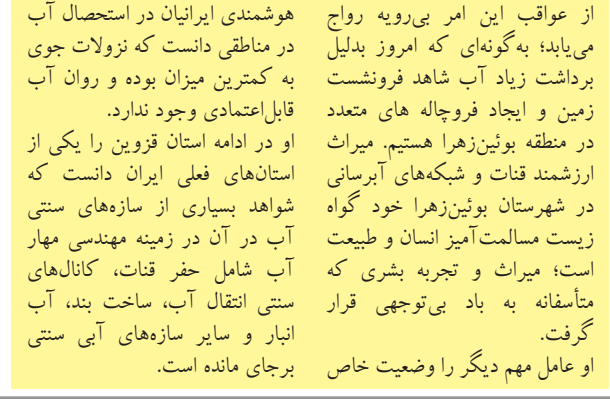 از عواقب این امر بی‌رویه رواج
می‌یابد؛ به‌گونه‌ای که امروز بدلیل
برداشت زیاد آب شاهد فرونشست
زمین و ایجاد فروچاله های متعدد
در منطقه بوئین‌زهرا هستیم. میراث
ارزشمند قنات و شبکه‌های آبرسانی
در شهرستان بوئین‌زهرا خود گواه
زیست مسالمت‌آمیز انسان و طبیعت
است؛ میراث و تجربه بشری که
متأسفانه به باد بی‌توجهی قرار
گرفت.
او عامل مهم دیگر را وضعیت خاص
هوشمندی ایرانیان در استحصال آب
در مناطقی دانست که نزولات جوی
به کمترین میزان بوده و روان آب
قابل‌اعتمادی وجود ندارد.
او در ادامه استان قزوین را یکی از
استان‌های فعلی ایران دانست که
شواهد بسیاری از سازه‌های سنتی
آب در آن در زمینه مهندسی مهار
آب شامل حفر قنات، کانال‌های
سنتی انتقال آب، ساخت بند، آب
انبار و سایر سازه‌های آبی سنتی
برجای مانده است.